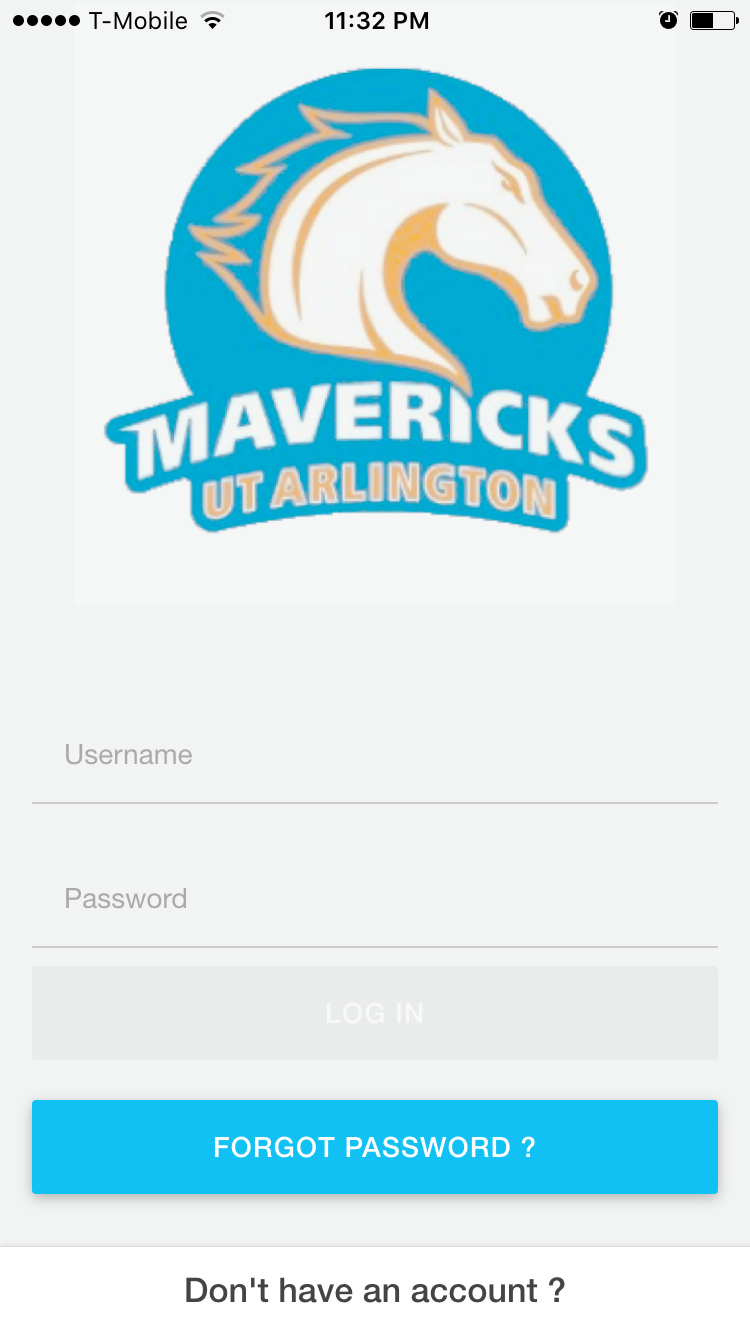 T-Mobile 11:32 PM
MAVERICKS
UT ARLINGTON
Username
Password
LOG IN
FORGOT PASSWORD ?
Don't have an account ?